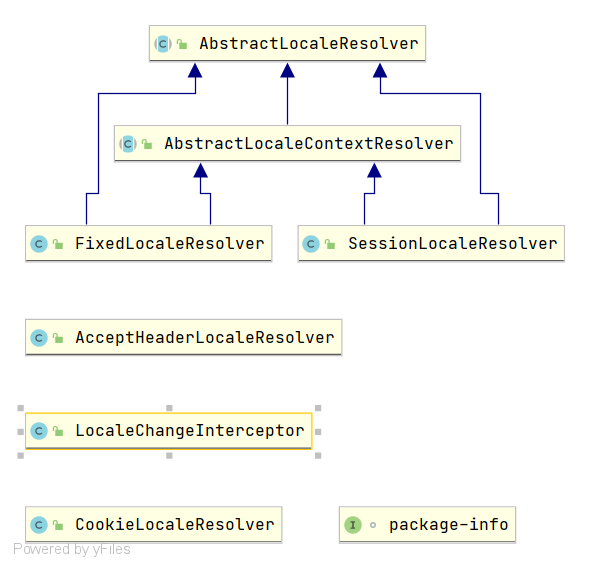 C AbstractLocaleResolver
C AbstractLocaleContextResolver
C FixedLocaleResolver
C SessionLocaleResolver
C AcceptHeaderLocaleResolver
C LocaleChangeInterceptor
C CookieLocaleResolver
I package-info
Powered by yFiles